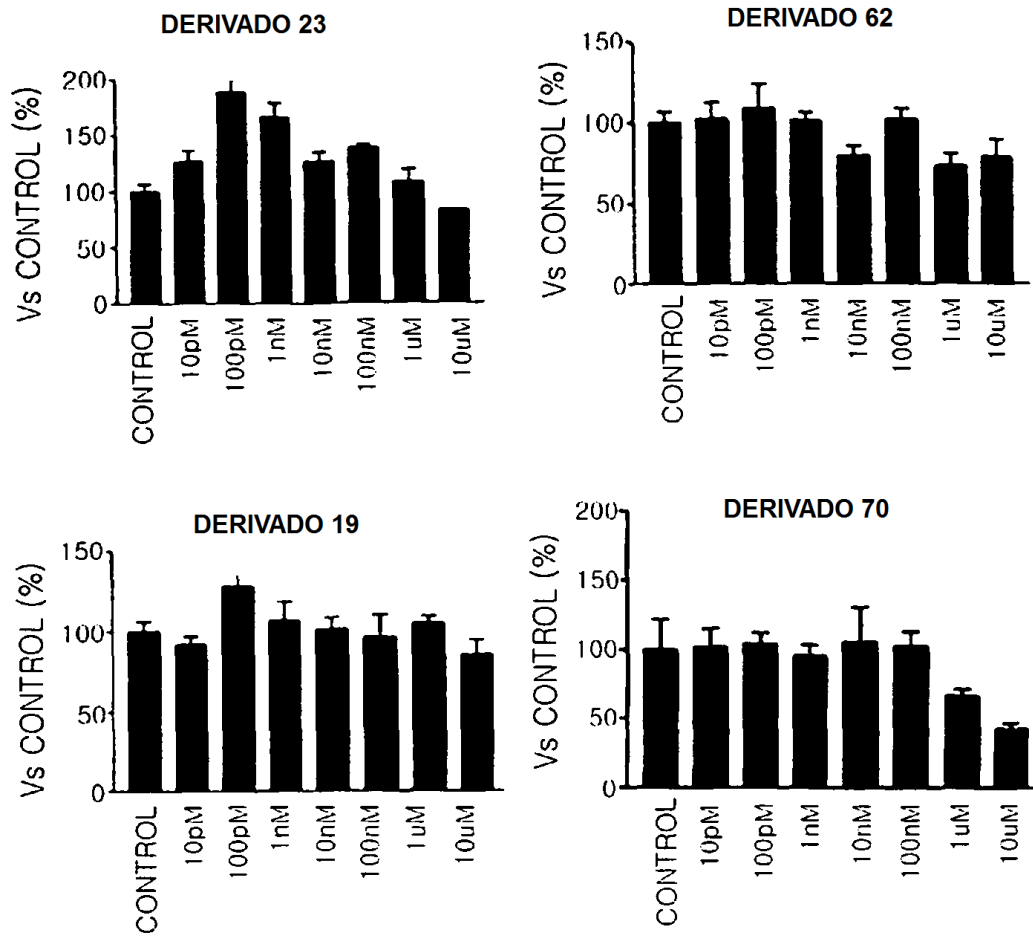 DERIVADO 23
Vs CONTROL (%)
200
150
100
50
0
CONTROL
10pM
100pM
1nM
10nM
100nM
1uM
10uM
DERIVADO 62
Vs CONTROL (%)
150
100
50
0
CONTROL
10pM
100pM
1nM
10nM
100nM
1uM
10uM
DERIVADO 19
Vs CONTROL (%)
150
100
50
0
CONTROL
10pM
100pM
1nM
10nM
100nM
1uM
10uM
DERIVADO 70
Vs CONTROL (%)
200
150
100
50
0
CONTROL
10pM
100pM
1nM
10nM
100nM
1uM
10uM